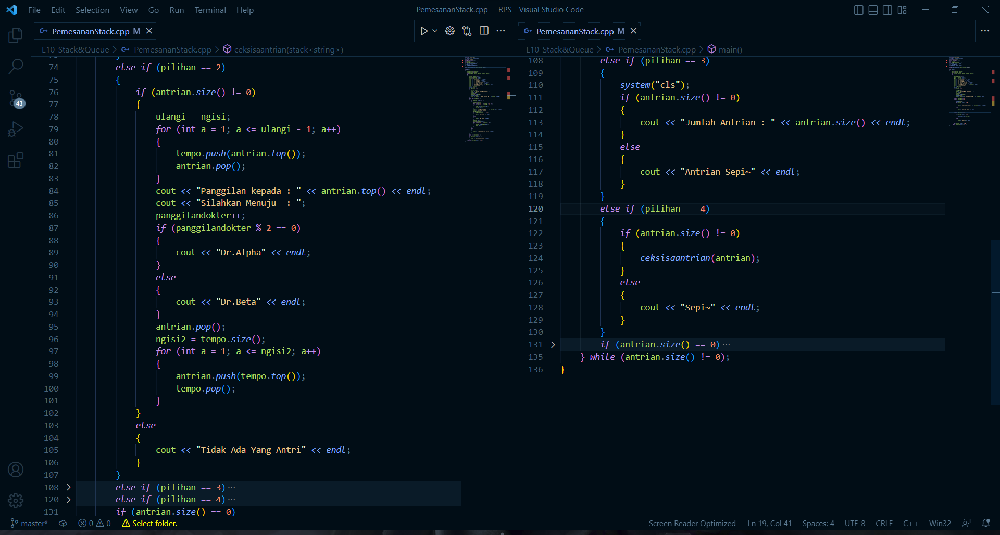 File Edit Selection View Go Run Terminal Help
PemesananStack.cpp - -RPS - Visual Studio Code
PemesananStack.cpp M
L10-Stack&Queue > PemesananStack.cpp > ceksisaantrian(stack<string>)
74 else if (pilihan == 2)
75 {
76 if (antrian.size() != 0)
77 {
78 ulangi = ngisi;
79 for (int a = 1; a <= ulangi - 1; a++)
80 {
81 tempo.push(antrian.top());
82 antrian.pop();
83 }
84 cout << "Panggilan kepada : " << antrian.top() << endl;
85 cout << "Silahkan Menuju  : ";
86 panggilandokter++;
87 if (panggilandokter % 2 == 0)
88 {
89 cout << "Dr.Alpha" << endl;
90 }
91 else
92 {
93 cout << "Dr.Beta" << endl;
94 }
95 antrian.pop();
96 ngisi2 = tempo.size();
97 for (int a = 1; a <= ngisi2; a++)
98 {
99 antrian.push(tempo.top());
100 tempo.pop();
101 }
102 }
103 else
104 {
105 cout << "Tidak Ada Yang Antri" << endl;
106 }
107 }
108 > else if (pilihan == 3) ···
120 > else if (pilihan == 4) ···
131 if (antrian.size() == 0)
PemesananStack.cpp M
L10-Stack&Queue > PemesananStack.cpp > main()
108 else if (pilihan == 3)
109 {
110 system("cls");
111 if (antrian.size() != 0)
112 {
113 cout << "Jumlah Antrian : " << antrian.size() << endl;
114 }
115 else
116 {
117 cout << "Antrian Sepi~" << endl;
118 }
119 }
120 else if (pilihan == 4)
121 {
122 if (antrian.size() != 0)
123 {
124 ceksisaantrian(antrian);
125 }
126 else
127 {
128 cout << "Sepi~" << endl;
129 }
130 }
131 > if (antrian.size() == 0) ···
135 } while (antrian.size() != 0);
136 }
43
master* 0 0 Select folder. Screen Reader Optimized Ln 19, Col 41 Spaces: 4 UTF-8 CRLF C++ Win32